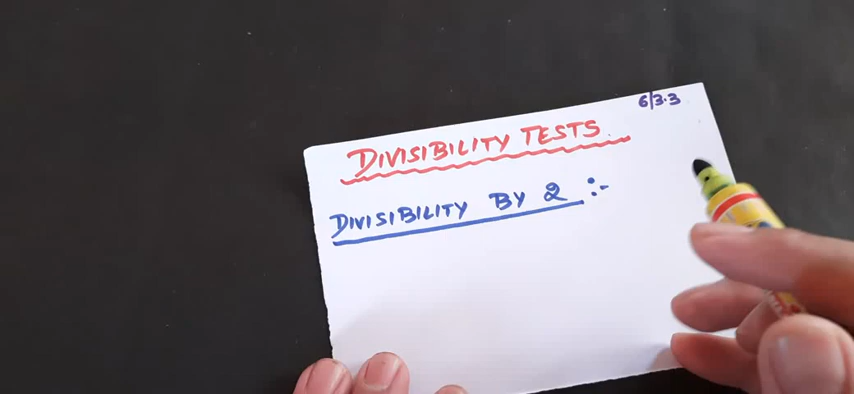 6/3.3
DIVISIBILITY TESTS
DIVISIBILITY BY 2 :-